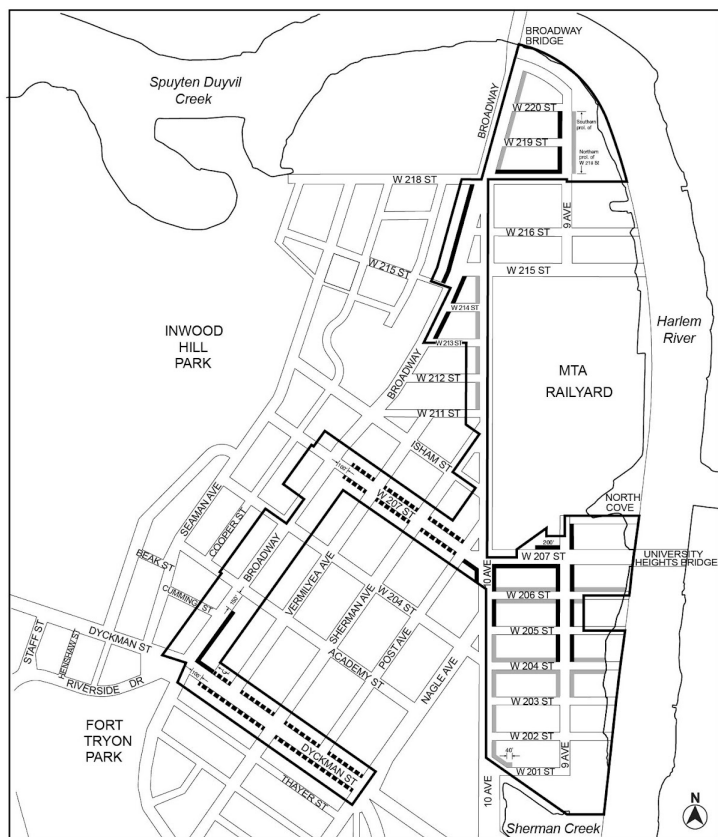 BROADWAY
BRIDGE
Spuyten Duyvil
Creek
BROADWAY
W 220 ST
Southern
prol. of
W 219 ST
Northern
prol. of
W 218 St
W 218 ST
9 AVE
W 216 ST
W 215 ST
W 215 ST
W 214 ST
W 213 ST
INWOOD
HILL
PARK
Harlem
River
MTA
RAILYARD
BROADWAY
W 212 ST
W 211 ST
ISHAM ST
100'
W 207 ST
NORTH
COVE
SEAMAN AVE
COOPER ST
200'
W 207 ST
UNIVERSITY
HEIGHTS BRIDGE
BROADWAY
BEAK ST
VERMILYEA AVE
10 AVE
CUMMING ST
150'
W 204 ST
W 206 ST
SHERMAN AVE
W 205 ST
POST AVE
DYCKMAN ST
STAFF ST
HENSHAW ST
ACADEMY ST
NAGLE AVE
W 204 ST
RIVERSIDE DR
100'
W 203 ST
FORT
TRYON
PARK
W 202 ST
40'
DYCKMAN ST
9 AVE
W 201 ST
THAYER ST
10 AVE
N
Sherman Creek